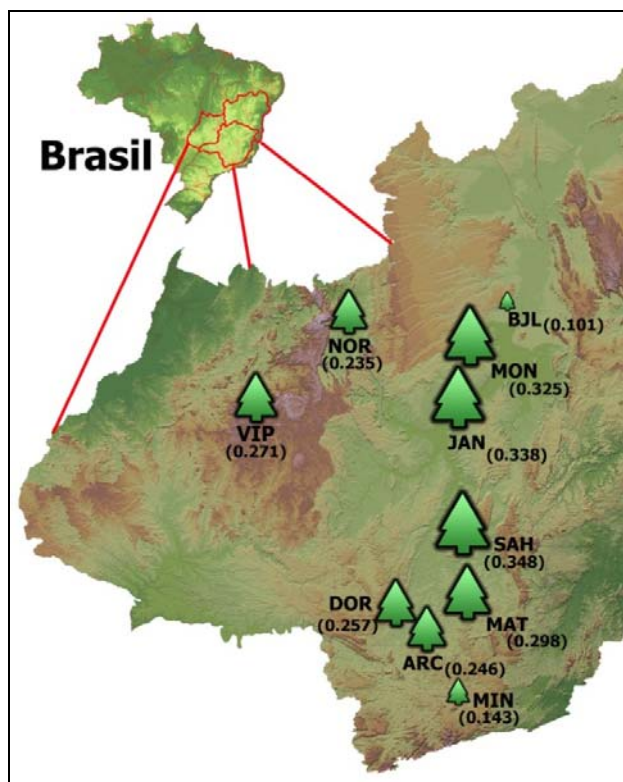 Brasil
BJL (0.101)
NOR
(0.235)
MON
(0.325)
VIP
(0.271)
JAN
(0.338)
SAH
(0.348)
DOR
(0.257)
MAT
(0.298)
ARC (0.246)
MIN
(0.143)